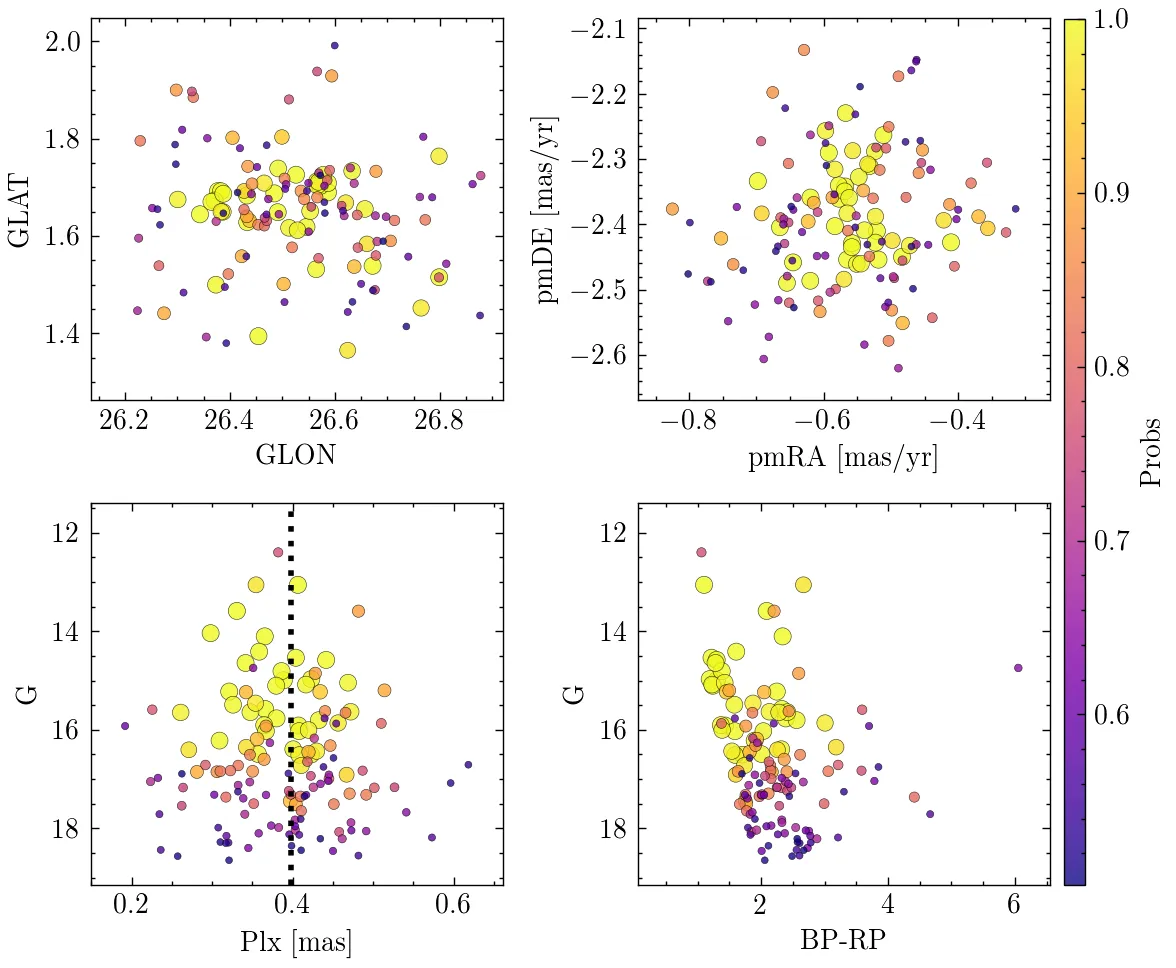 2.0
1.8
1.6
1.4
GLAT
26.2 26.4 26.6 26.8
GLON
−2.1
−2.2
−2.3
−2.4
−2.5
−2.6
pmDE [mas/yr]
−0.8 −0.6 −0.4
pmRA [mas/yr]
12
14
16
18
G
0.2 0.4 0.6
Plx [mas]
12
14
16
18
G
2 4 6
BP-RP
1.0
0.9
0.8
0.7
0.6
Probs